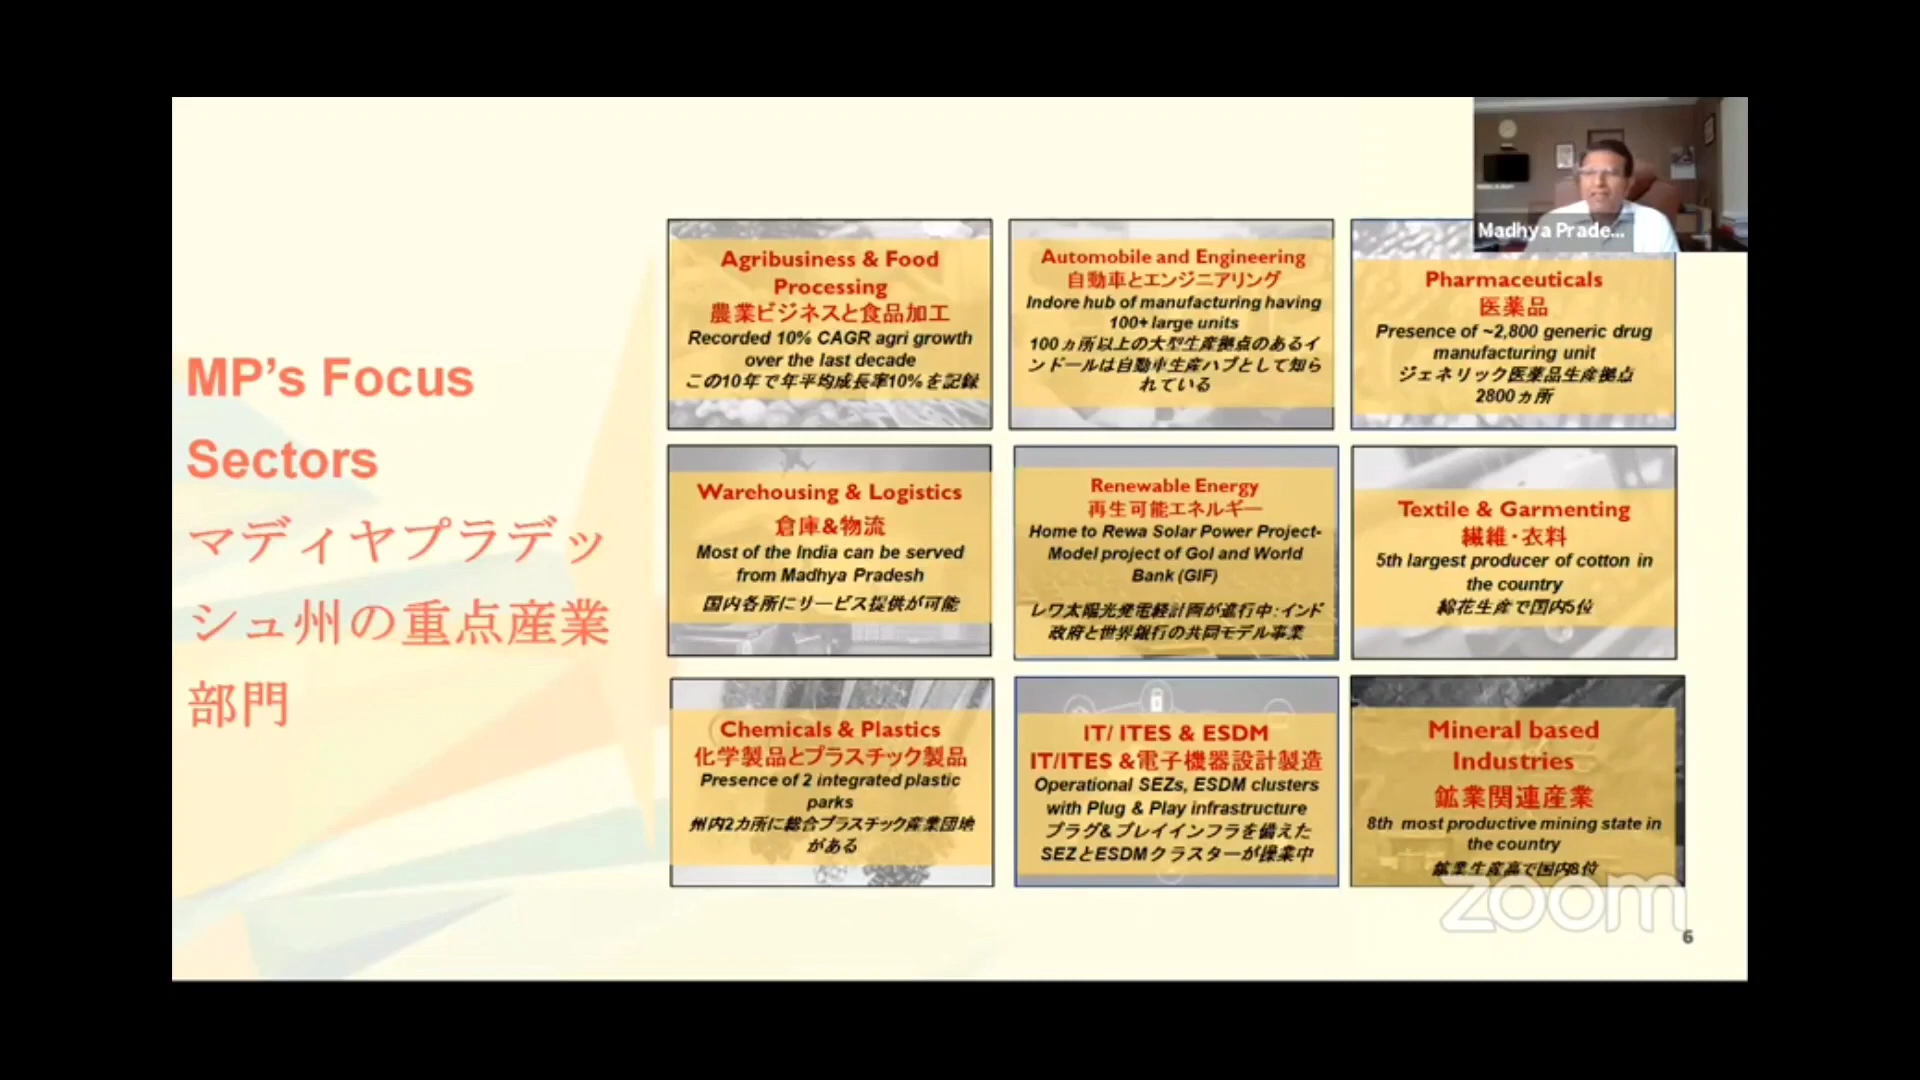 MP’s Focus
Sectors
マディヤプラデッ
シュ州の重点産業
部門
Agribusiness & Food
Processing
農業ビジネスと食品加工
Recorded 10% CAGR agri growth
over the last decade
この10年で年平均成長率10%を記録
Automobile and Engineering
自動車とエンジニアリング
Indore hub of manufacturing having
100+ large units
100ヵ所以上の大型生産拠点のあるイ
ンドールは自動車生産ハブとして知ら
れている
Madhya Prade...
Pharmaceuticals
医薬品
Presence of ~2,800 generic drug
manufacturing unit
ジェネリック医薬品生産拠点
2800ヵ所
Warehousing & Logistics
倉庫&物流
Most of the India can be served
from Madhya Pradesh
国内各所にサービス提供が可能
Renewable Energy
再生可能エネルギー
Home to Rewa Solar Power Project-
Model project of GoI and World
Bank (GIF)
レワ太陽光発電経計画が進行中：インド
政府と世界銀行の共同モデル事業
Textile & Garmenting
繊維・衣料
5th largest producer of cotton in
the country
綿花生産で国内5位
Chemicals & Plastics
化学製品とプラスチック製品
Presence of 2 integrated plastic
parks
州内2カ所に総合プラスチック産業団地
がある
IT/ ITES & ESDM
IT/ITES &電子機器設計製造
Operational SEZs, ESDM clusters
with Plug & Play infrastructure
プラグ&プレイインフラを備えた
SEZとESDMクラスターが操業中
Mineral based
Industries
鉱業関連産業
8th most productive mining state in
the country
鉱業生産高で国内8位
zoom
6